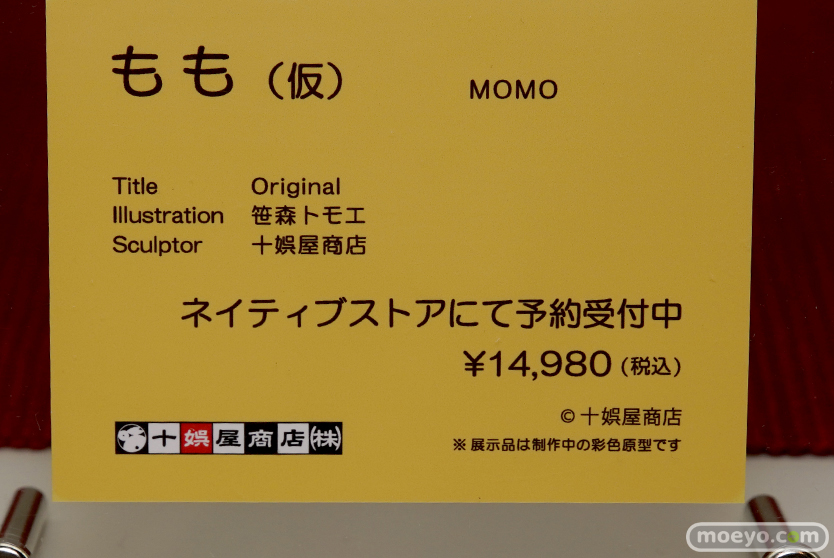 もも（仮） MOMO
Title Original
Illustration 笹森トモエ
Sculptor 十娯屋商店
ネイティブストアにて予約受付中
¥14,980（税込）
©十娯屋商店
十娯屋商店㈱
※展示品は制作中の彩色原型です
moeyo.com